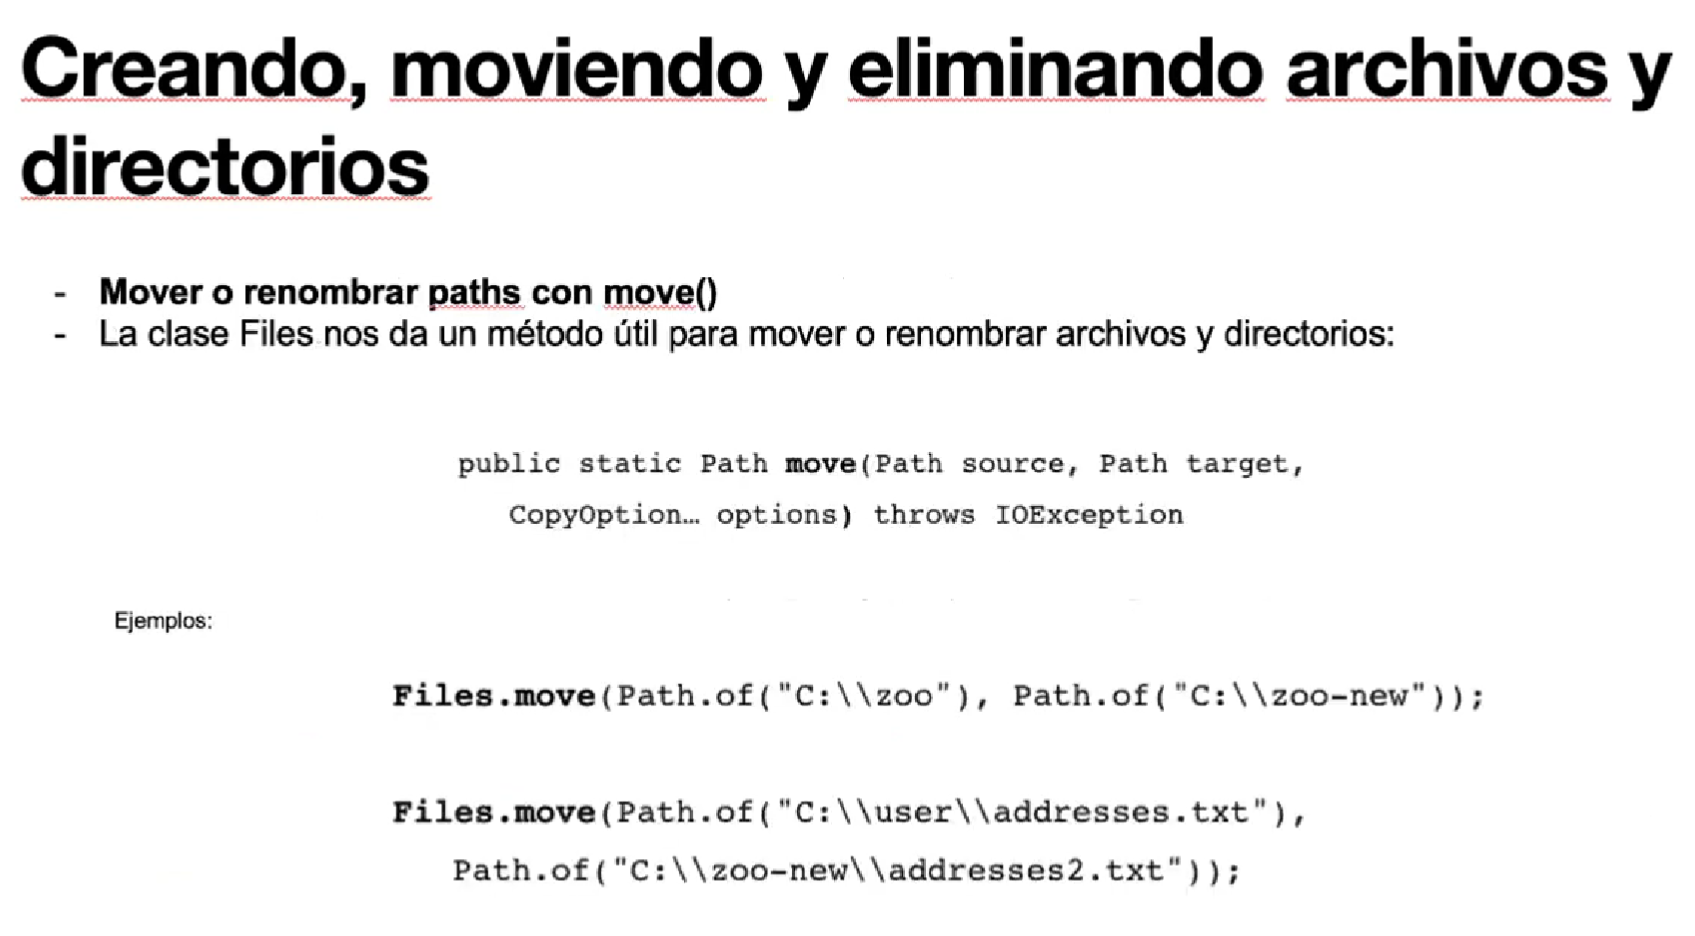 Creando, moviendo y eliminando archivos y
directorios
- Mover o renombrar paths con move()
- La clase Files nos da un método útil para mover o renombrar archivos y directorios:
public static Path move(Path source, Path target,
CopyOption… options) throws IOException
Ejemplos:
Files.move(Path.of("C:\\zoo"), Path.of("C:\\zoo-new"));
Files.move(Path.of("C:\\user\\addresses.txt"),
Path.of("C:\\zoo-new\\addresses2.txt"));